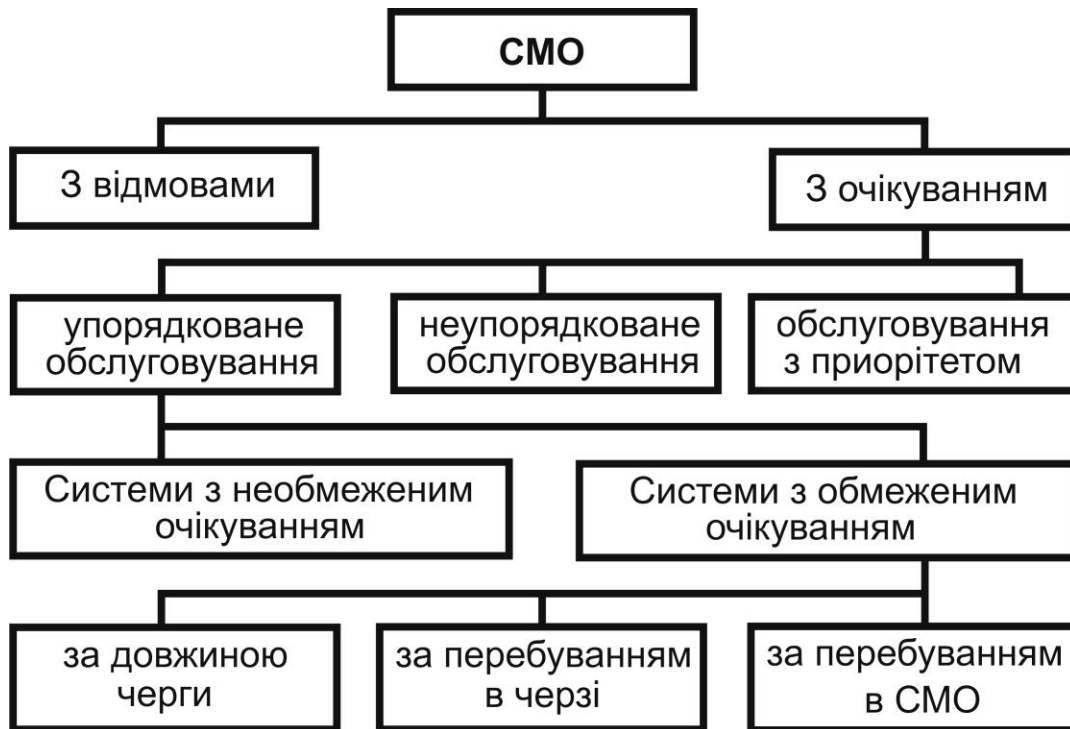 СМО
З відмовами
З очікуванням
упорядковане
обслуговування
неупорядковане
обслуговування
обслуговування
з приорітетом
Системи з необмеженим
очікуванням
Системи з обмеженим
очікуванням
за довжиною
черги
за перебуванням
в черзі
за перебуванням
в СМО